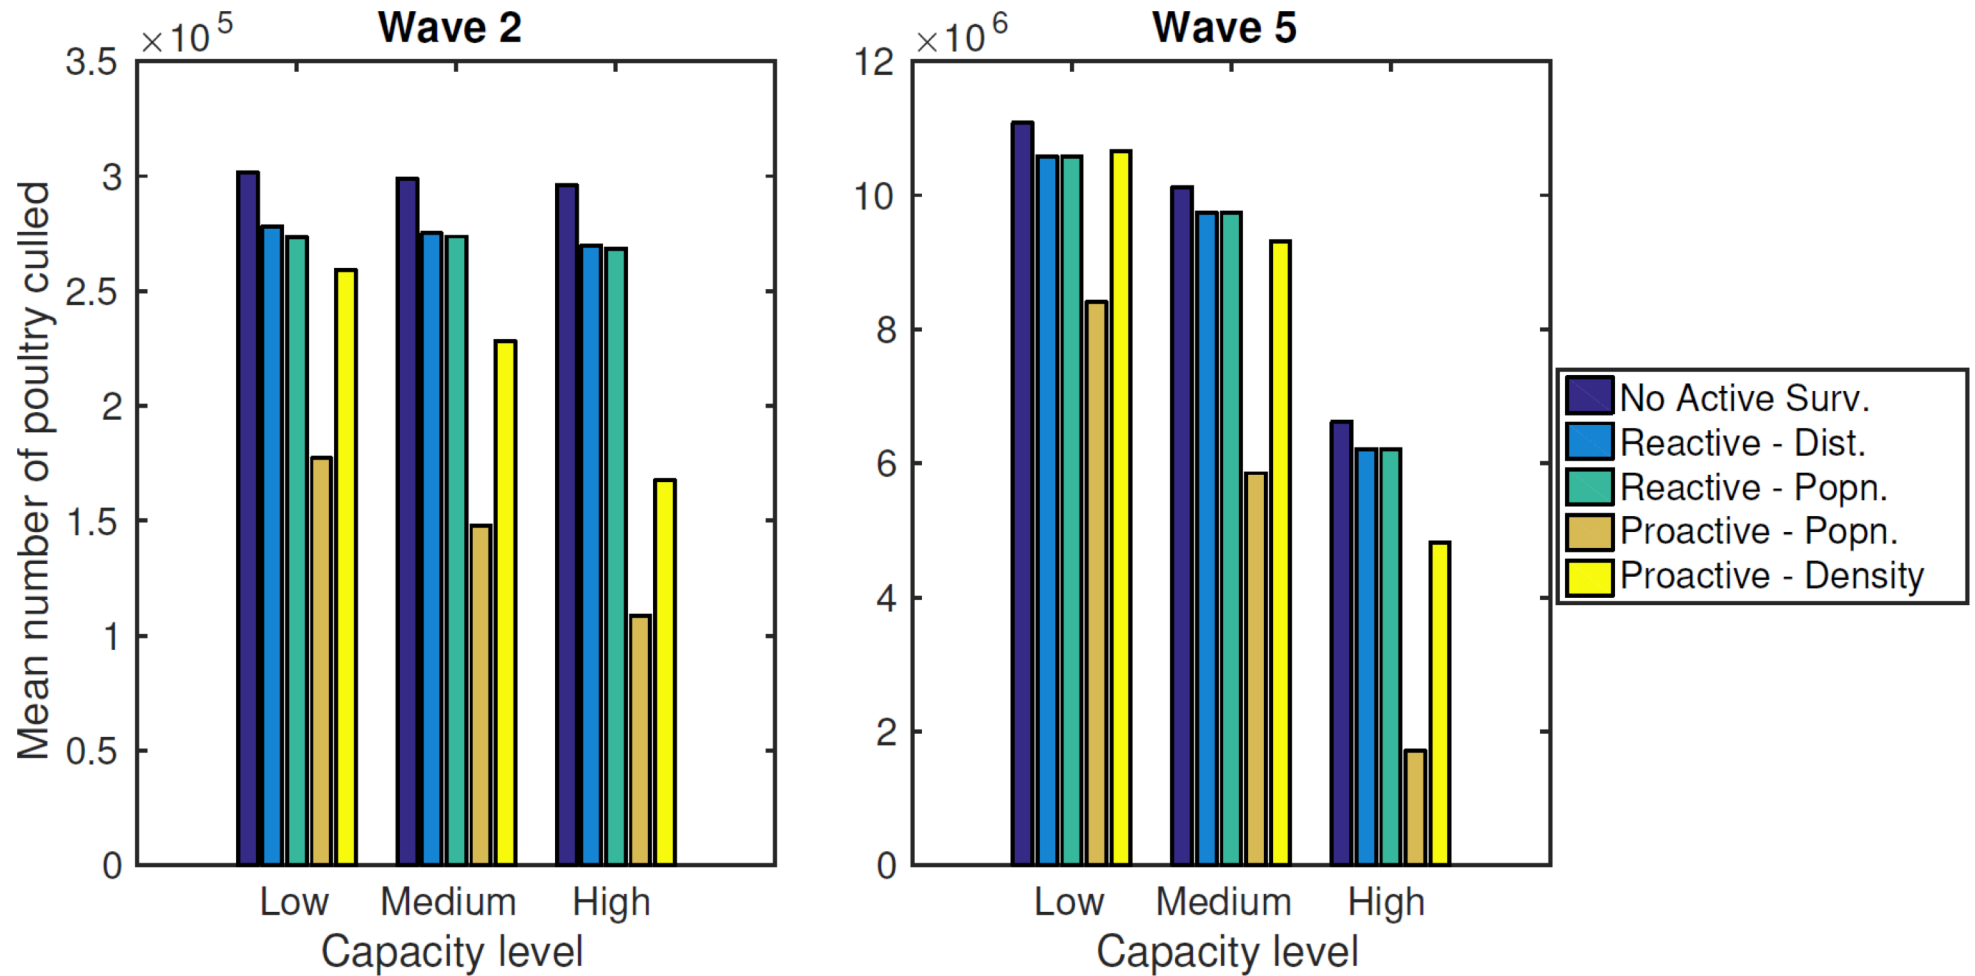 Wave 2
×10 5
3.5
3
2.5
2
1.5
1
0.5
0
Mean number of poultry culled
Low Medium High
Capacity level
Wave 5
×10 6
12
10
8
6
4
2
0
Low Medium High
Capacity level
No Active Surv.
Reactive - Dist.
Reactive - Popn.
Proactive - Popn.
Proactive - Density